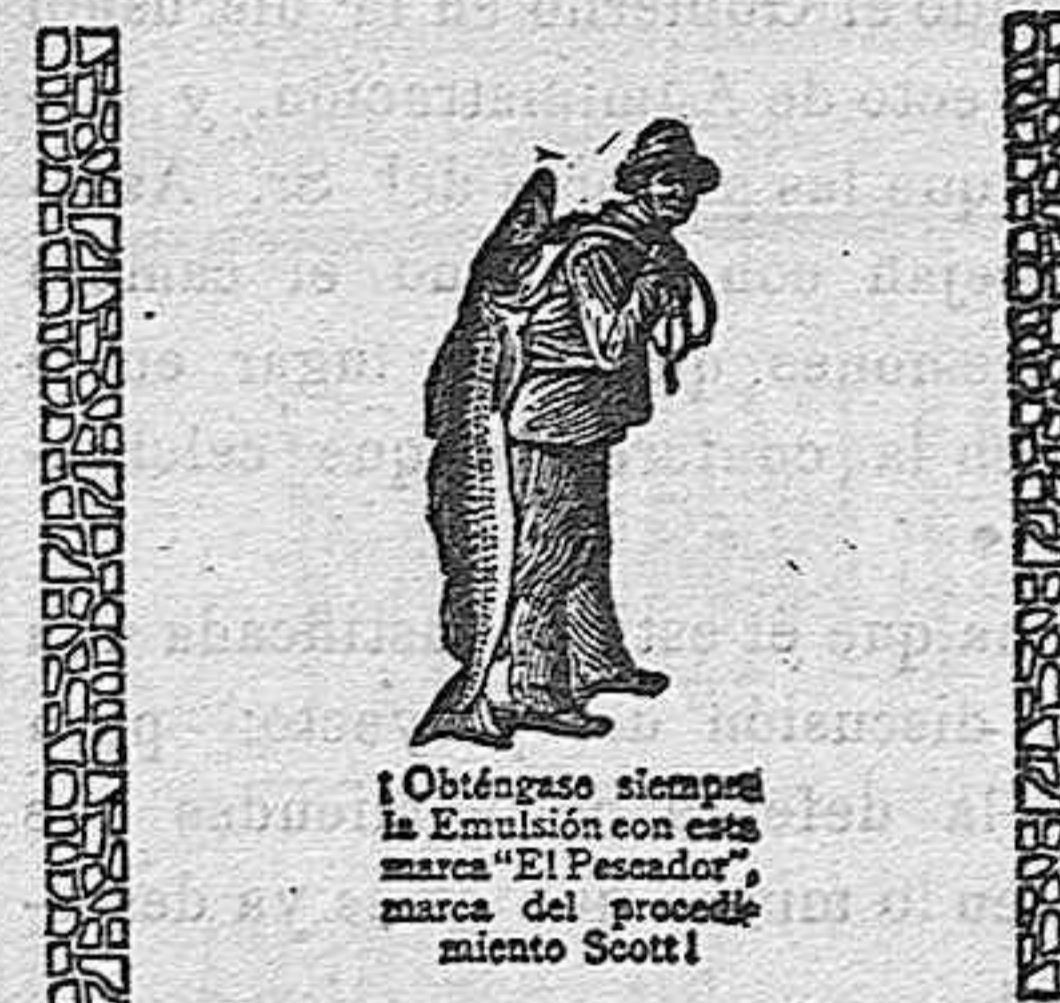 ¡Obténgase siempre
la Emulsión con esta
marca "El Pescador",
marca del procedi-
miento Scott!